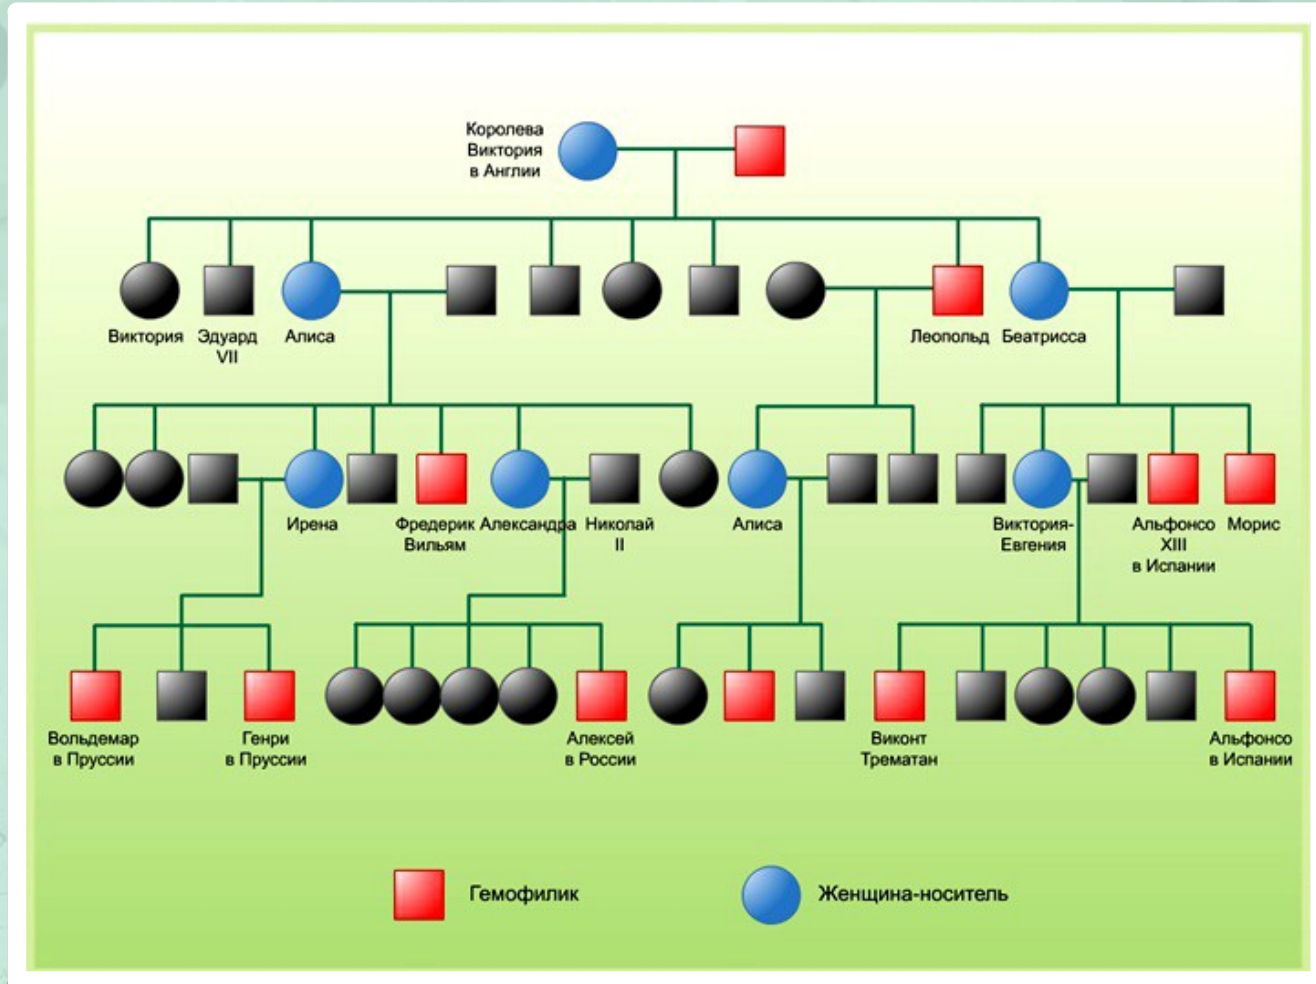 Королева
Виктория
в Англии
Виктория
Эдуард
VII
Алиса
Леопольд
Беатрисса
Ирена
Фредерик
Вильям
Александра
Николай
II
Алиса
Виктория-
Евгения
Альфонсо
XIII
в Испании
Морис
Вольдемар
в Пруссии
Генри
в Пруссии
Алексей
в России
Виконт
Трематан
Альфонсо
в Испании
Гемофилик
Женщина-носитель